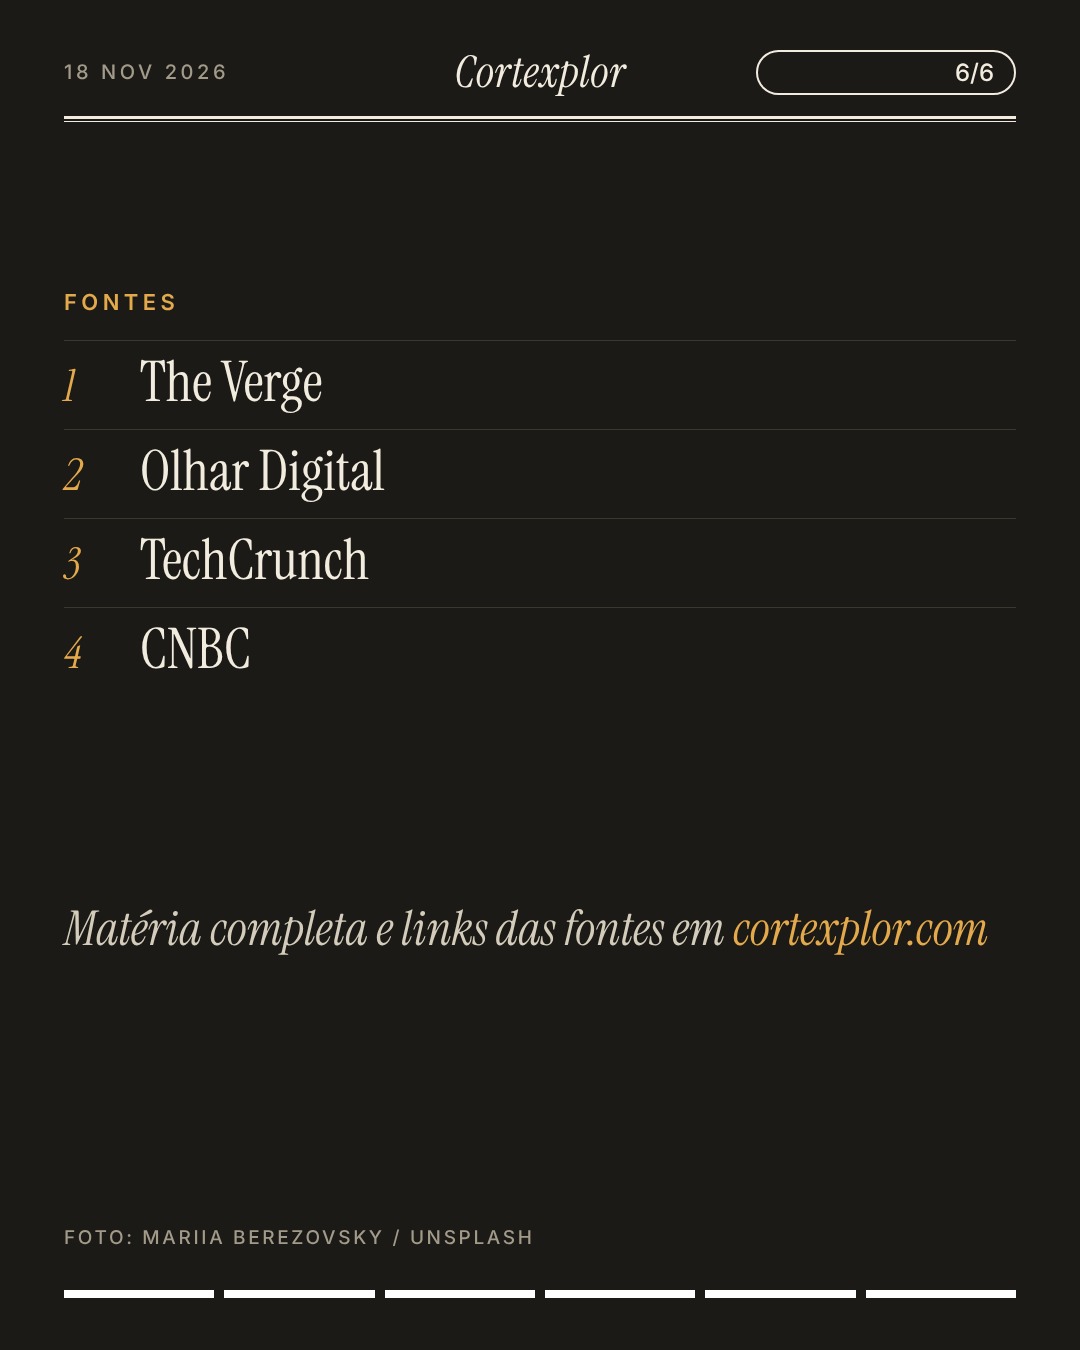 18 NOV 2026
Cortexplor
6/6
FONTES
1 The Verge
2 Olhar Digital
3 TechCrunch
4 CNBC
Matéria completa e links das fontes em cortexplor.com
FOTO: MARIIA BEREZOVSKY / UNSPLASH